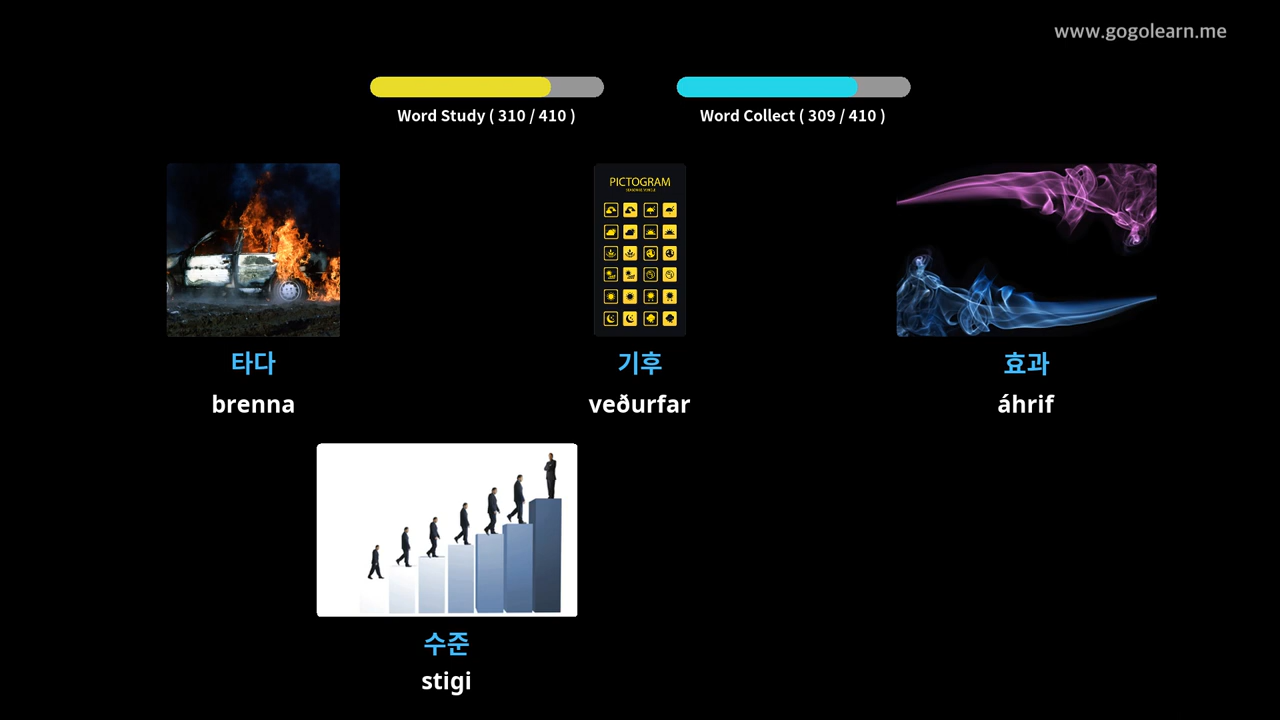 www.gogolearn.me
Word Study ( 310 / 410 )
Word Collect ( 309 / 410 )
PICTOGRAM
타다
brenna
기후
veðurfar
효과
áhrif
수준
stigi